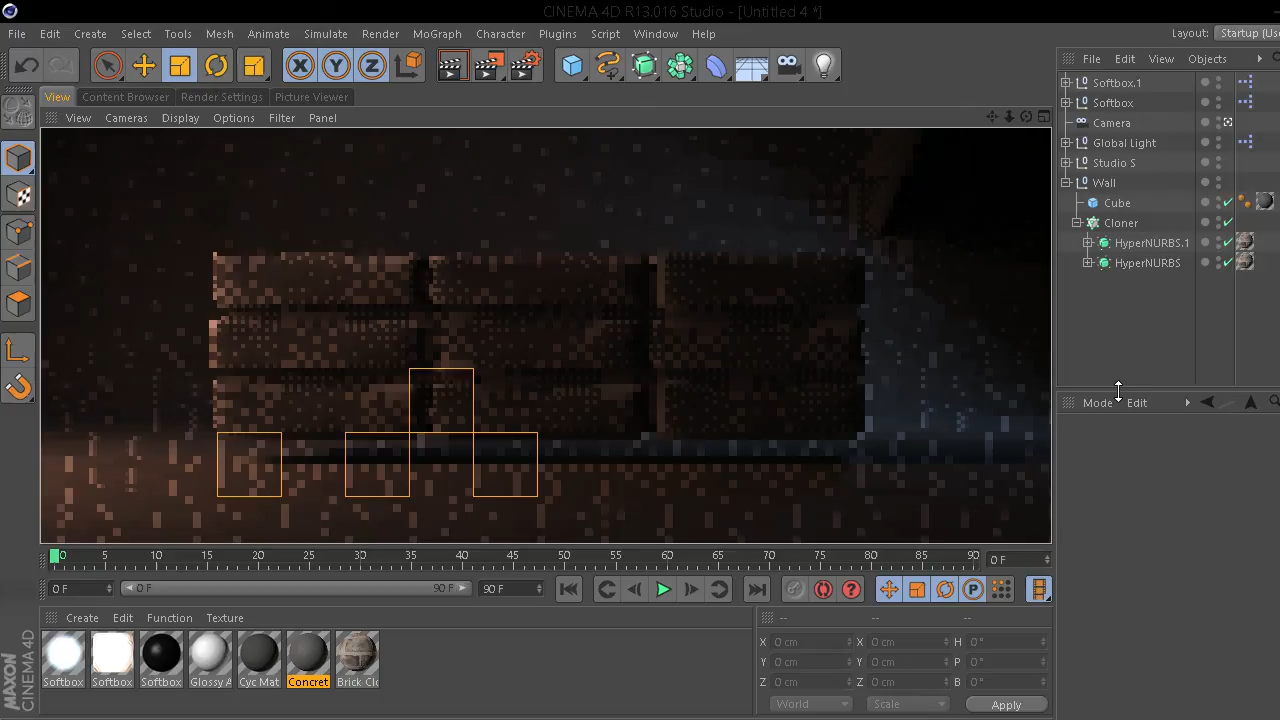 CINEMA 4D R13.016 Studio - [Untitled 4 *]
File Edit Create Select Tools Mesh Animate Simulate Render MoGraph Character Plugins Script Window Help
Layout: Startup (Use
X Y Z
View Content Browser Render Settings Picture Viewer
View Cameras Display Options Filter Panel
File Edit View Objects
Softbox.1
Softbox
Camera
Global Light
Studio S
Wall
Cube
Cloner
HyperNURBS.1
HyperNURBS
Mode Edit
0 5 10 15 20 25 30 35 40 45 50 55 60 65 70 75 80 85 90 0 F
0 F 0 F 90 F 90 F
P
Create Edit Function Texture
Softbox Softbox Softbox Glossy A Cyc Mat Concret Brick Clo
-- -- --
X 0 cm X 0 cm H 0°
Y 0 cm Y 0 cm P 0°
Z 0 cm Z 0 cm B 0°
World Scale Apply
MAXON
CINEMA 4D